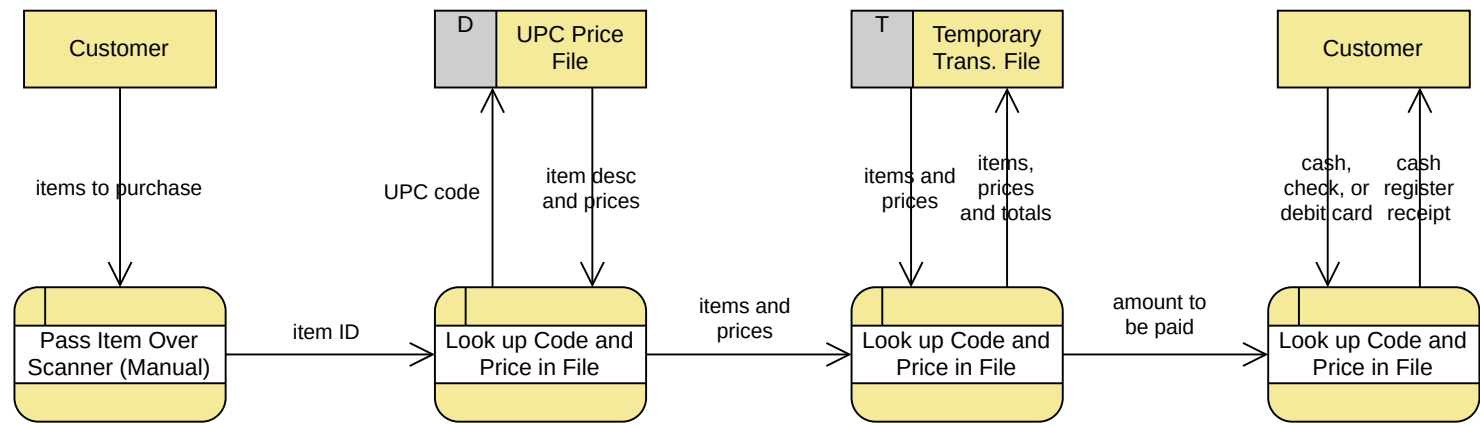 Customer
D
UPC Price
File
T
Temporary
Trans. File
Customer
items to purchase
UPC code
item desc
and prices
items and
prices
items,
prices
and totals
cash,
check, or
debit card
cash
register
receipt
Pass Item Over
Scanner (Manual)
item ID
Look up Code and
Price in File
items and
prices
Look up Code and
Price in File
amount to
be paid
Look up Code and
Price in File